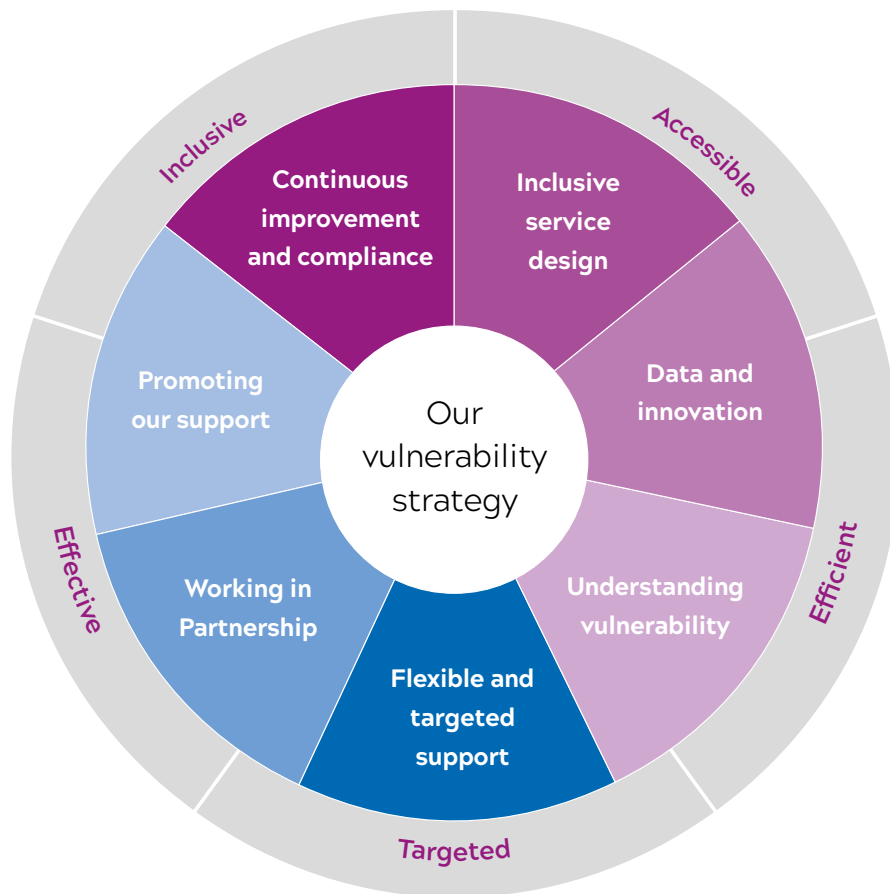 Inclusive
Accessible
Continuous
improvement
and compliance
Inclusive
service
design
Promoting
our support
Our
vulnerability
strategy
Data and
innovation
Effective
Working in
Partnership
Understanding
vulnerability
Efficient
Flexible and
targeted
support
Targeted